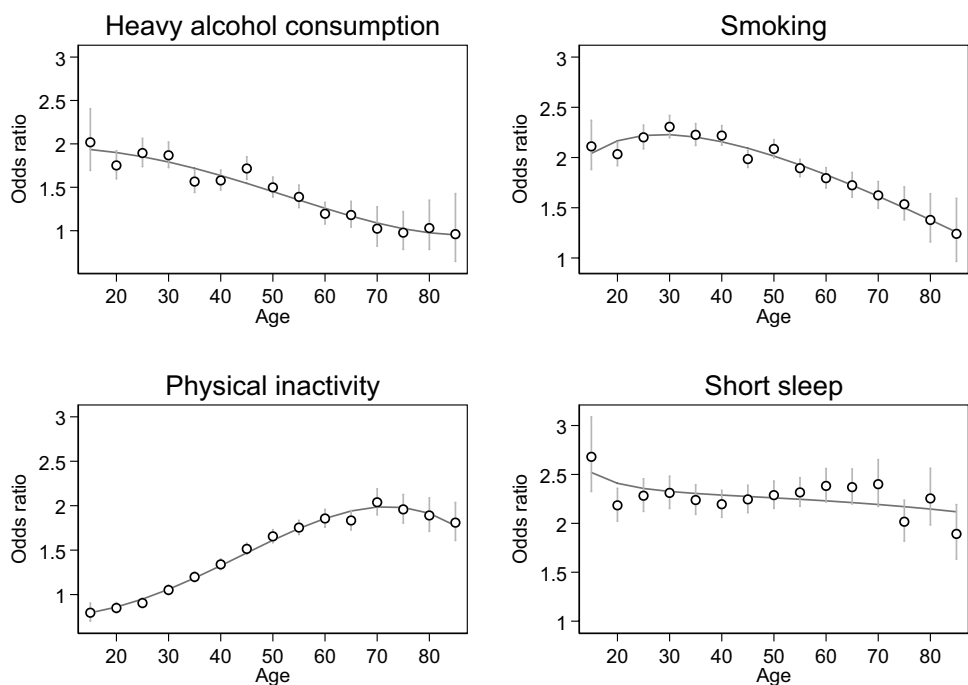 Heavy alcohol consumption
3
2.5
2
1.5
1
Odds ratio
20 30 40 50 60 70 80
Age
Smoking
3
2.5
2
1.5
1
Odds ratio
20 30 40 50 60 70 80
Age
Physical inactivity
3
2.5
2
1.5
1
Odds ratio
20 30 40 50 60 70 80
Age
Short sleep
3
2.5
2
1.5
1
Odds ratio
20 30 40 50 60 70 80
Age